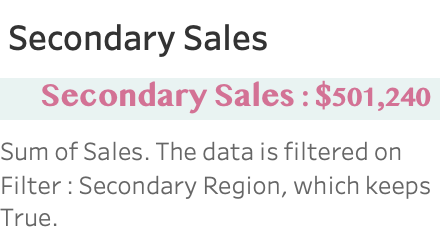 Secondary Sales
Secondary Sales : $501,240
Sum of Sales. The data is filtered on
Filter : Secondary Region, which keeps
True.